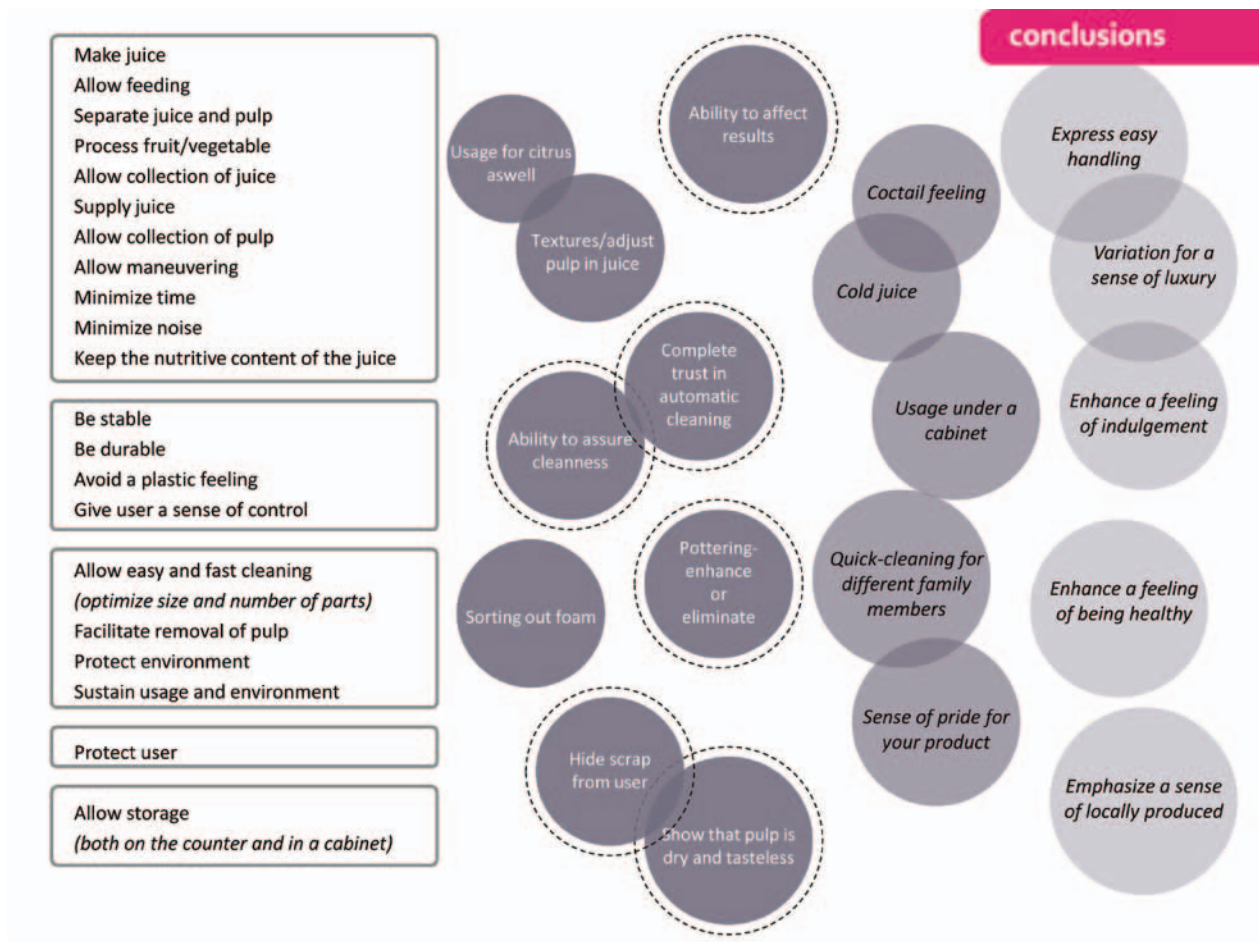 conclusions
Make juice
Allow feeding
Separate juice and pulp
Process fruit/vegetable
Allow collection of juice
Supply juice
Allow collection of pulp
Allow maneuvering
Minimize time
Minimize noise
Keep the nutritive content of the juice
Be stable
Be durable
Avoid a plastic feeling
Give user a sense of control
Allow easy and fast cleaning
(optimize size and number of parts)
Facilitate removal of pulp
Protect environment
Sustain usage and environment
Protect user
Allow storage
(both on the counter and in a cabinet)
Ability to affect
results
Usage for citrus
aswell
Textures/adjust
pulp in juice
Complete
trust in
automatic
cleaning
Ability to assure
cleanness
Pottering-
enhance
or
eliminate
Sorting out foam
Hide scrap
from user
Show that pulp is
dry and tasteless
Coctail feeling
Cold juice
Usage under a
cabinet
Quick-cleaning for
different family
members
Sense of pride for
your product
Express easy
handling
Variation for a
sense of luxury
Enhance a feeling
of indulgement
Enhance a feeling
of being healthy
Emphasize a sense
of locally produced